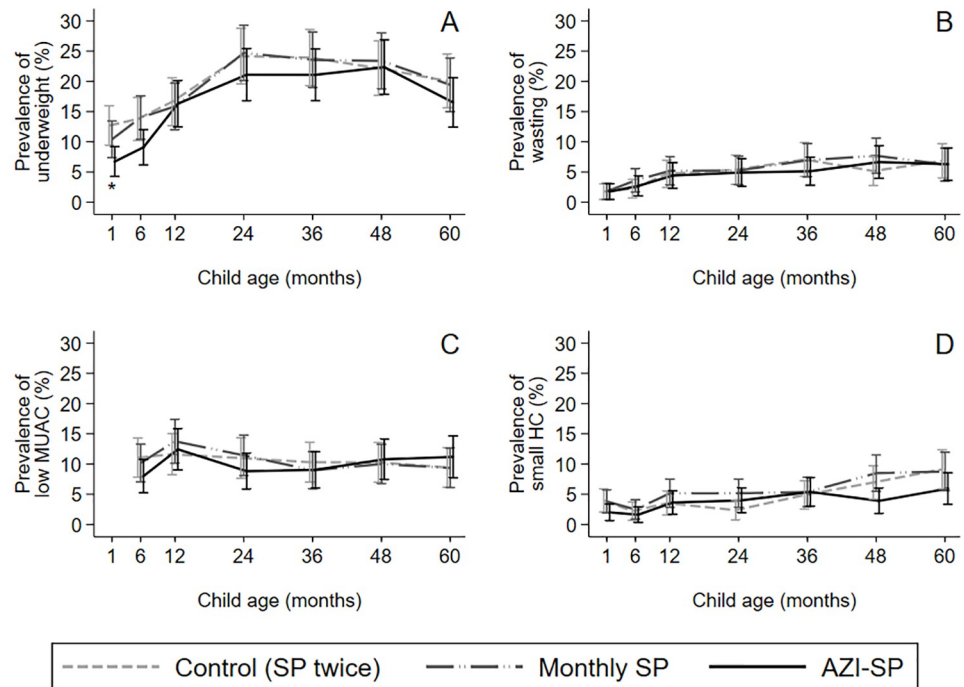 A
30
25
20
15
10
5
0
Prevalence of
underweight (%)
*
1 6 12 24 36 48 60
Child age (months)
B
30
25
20
15
10
5
0
Prevalence of
wasting (%)
1 6 12 24 36 48 60
Child age (months)
C
30
25
20
15
10
5
0
Prevalence of
low MUAC (%)
1 6 12 24 36 48 60
Child age (months)
D
30
25
20
15
10
5
0
Prevalence of
small HC (%)
1 6 12 24 36 48 60
Child age (months)
Control (SP twice) Monthly SP AZI-SP